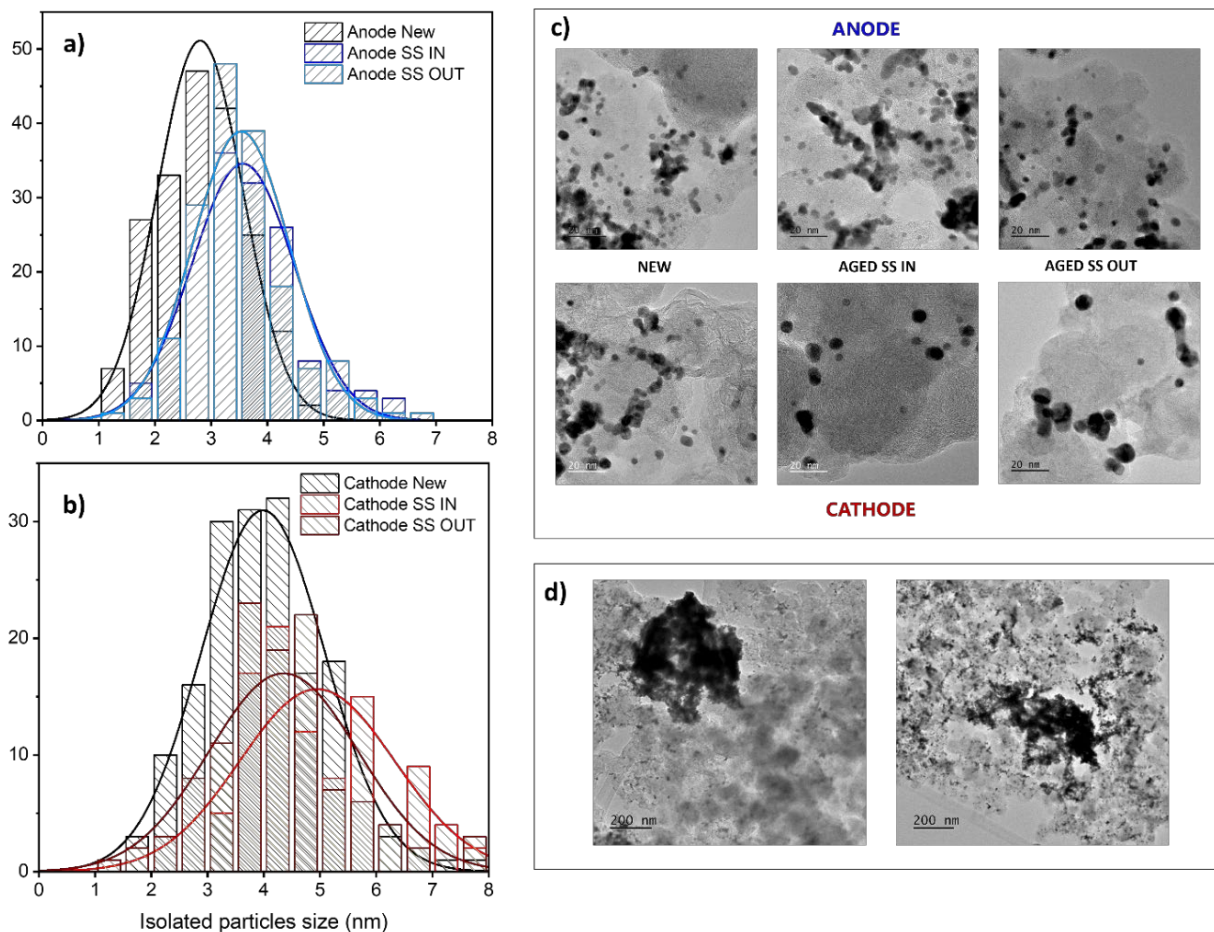 a)
Anode New
Anode SS IN
Anode SS OUT
50
40
30
20
10
0
0 1 2 3 4 5 6 7 8
b)
Cathode New
Cathode SS IN
Cathode SS OUT
30
20
10
0
0 1 2 3 4 5 6 7 8
Isolated particles size (nm)
c)
ANODE
20 nm
20 nm
20 nm
NEW
AGED SS IN
AGED SS OUT
20 nm
20 nm
20 nm
CATHODE
d)
200 nm
200 nm